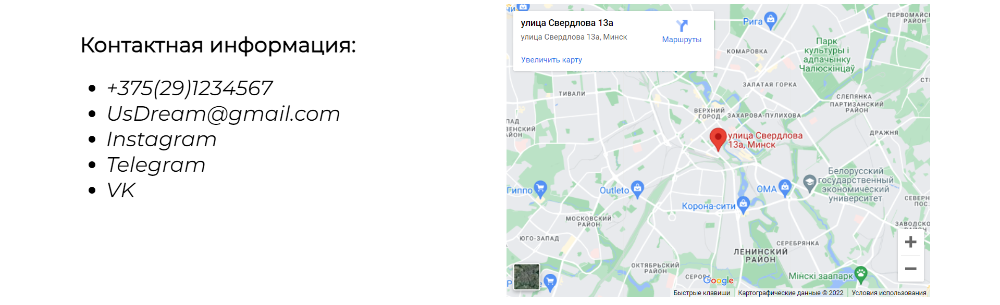 Контактная информация:
+375(29)1234567
UsDream@gmail.com
Instagram
Telegram
VK
улица Свердлова 13а
улица Свердлова 13а, Минск
Маршруты
Увеличить карту
Рига
ПЕРВОМАЙСК
РАЙОН
Парк
культуры і
адпачынку
Чалюскінцаў
КОМАРОВКА
ЗАЛАТАЯ ГОРКА
ТИВАЛИ
СЛЕПЯНКА
ПАРТИЗАНСКИЙ
РАЙОН
ВЕРХНИЙ
ГОРОД
ЗАХАРОВА-ПУЛИХОВА
ПАД
ВЕНСКИЙ
АЙОН
ДРАЖНЯ
улица Свердлова
13а, Минск
Белорусский
государственный
экономический
университет
Гиппо
Outleto
ОМА
Корона-сити
СЕВЕРН
ПОС.
МОСКОВСКИЙ
РАЙОН
ЗАВОДСКО
ЮГО-ЗАПАД
СЕРЕБРЯНКА
ЛЕНИНСКИЙ
РАЙОН
ОКТЯБРЬСКИЙ
РАЙОН
Мінскі заапарк
Google
Быстрые клавиши
Картографические данные © 2022
Условия использования